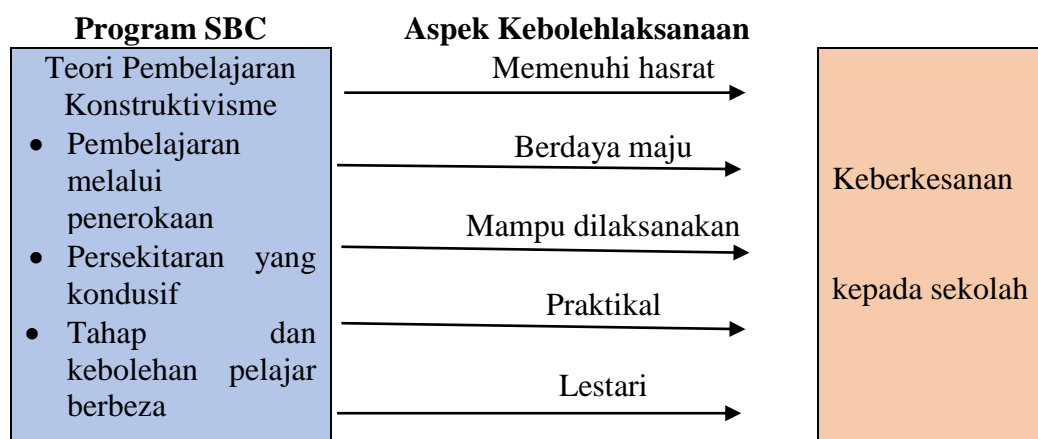 Program SBC
Aspek Kebolehlaksanaan
Teori Pembelajaran
Konstruktivisme
• Pembelajaran
melalui
penerokaan
• Persekitaran yang
kondusif
• Tahap dan
kebolehan pelajar
berbeza
Memenuhi hasrat
Berdaya maju
Mampu dilaksanakan
Praktikal
Lestari
Keberkesanan
kepada sekolah